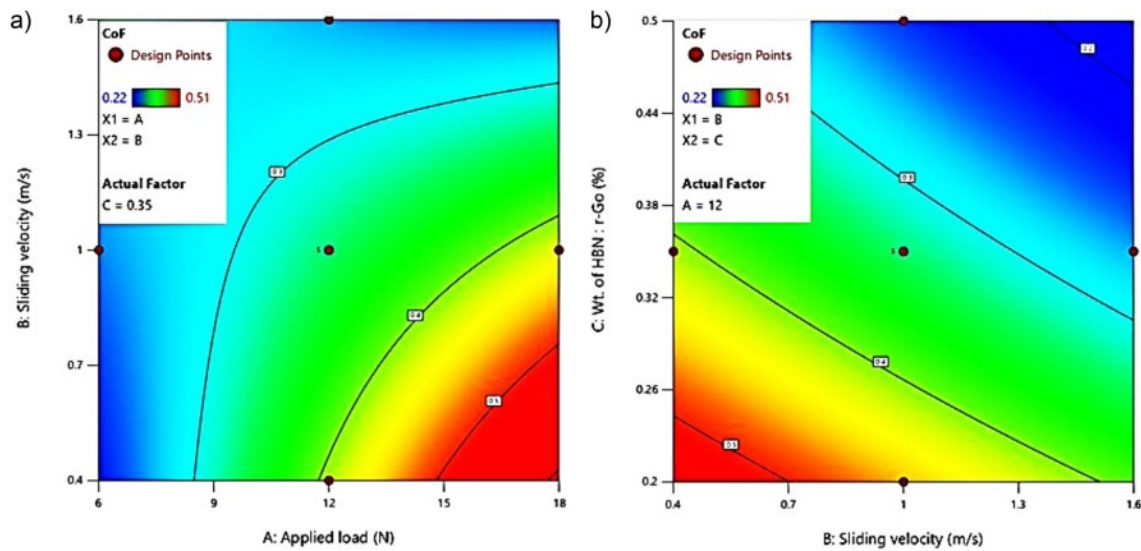 a)
1.6
1.3
1
0.7
0.4
B: Sliding velocity (m/s)
CoF
Design Points
0.22 0.51
X1 = A
X2 = B
Actual Factor
C = 0.35
0.3
5
0.4
0.5
6 9 12 15 18
A: Applied load (N)
b)
0.5
0.44
0.38
0.32
0.26
0.2
C: Wt. of HBN : r-Go (%)
CoF
Design Points
0.22 0.51
X1 = B
X2 = C
Actual Factor
A = 12
0.2
0.3
5
0.4
0.5
0.4 0.7 1 1.3 1.6
B: Sliding velocity (m/s)